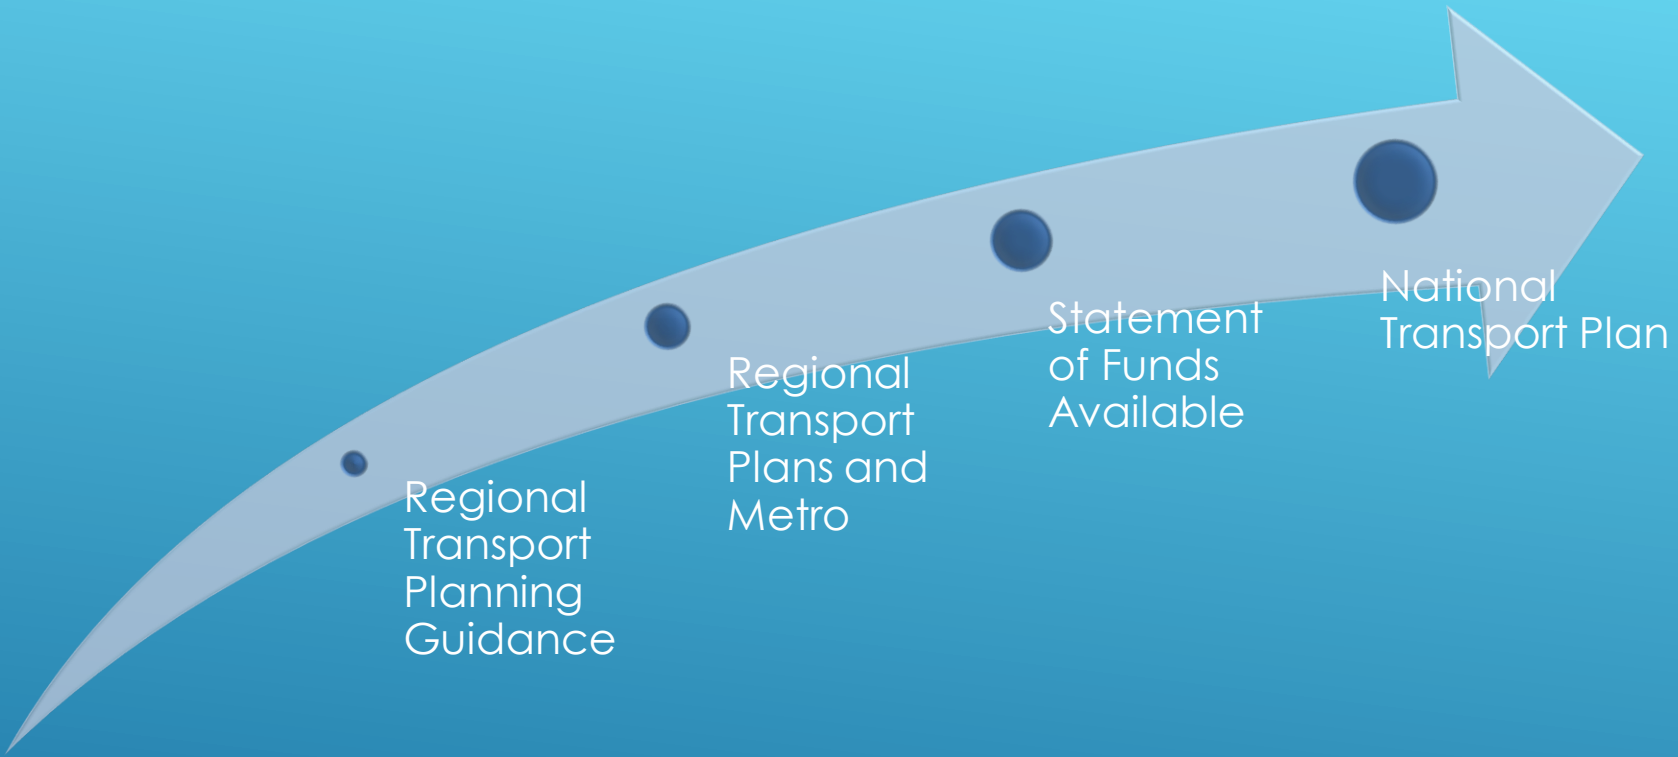 Regional
Transport
Planning
Guidance
Regional
Transport
Plans and
Metro
Statement
of Funds
Available
National
Transport Plan